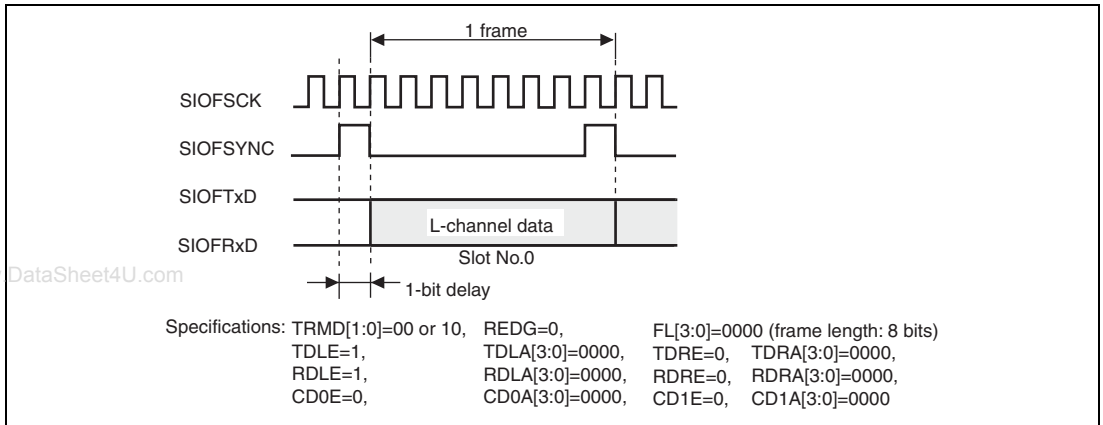 1 frame
SIOFSCK
SIOFSYNC
SIOFTxD
L-channel data
SIOFRxD
Slot No.0
DataSheet4U.com
1-bit delay
Specifications: TRMD[1:0]=00 or 10, REDG=0, FL[3:0]=0000 (frame length: 8 bits)
TDLE=1, TDLA[3:0]=0000, TDRE=0, TDRA[3:0]=0000,
RDLE=1, RDLA[3:0]=0000, RDRE=0, RDRA[3:0]=0000,
CD0E=0, CD0A[3:0]=0000, CD1E=0, CD1A[3:0]=0000